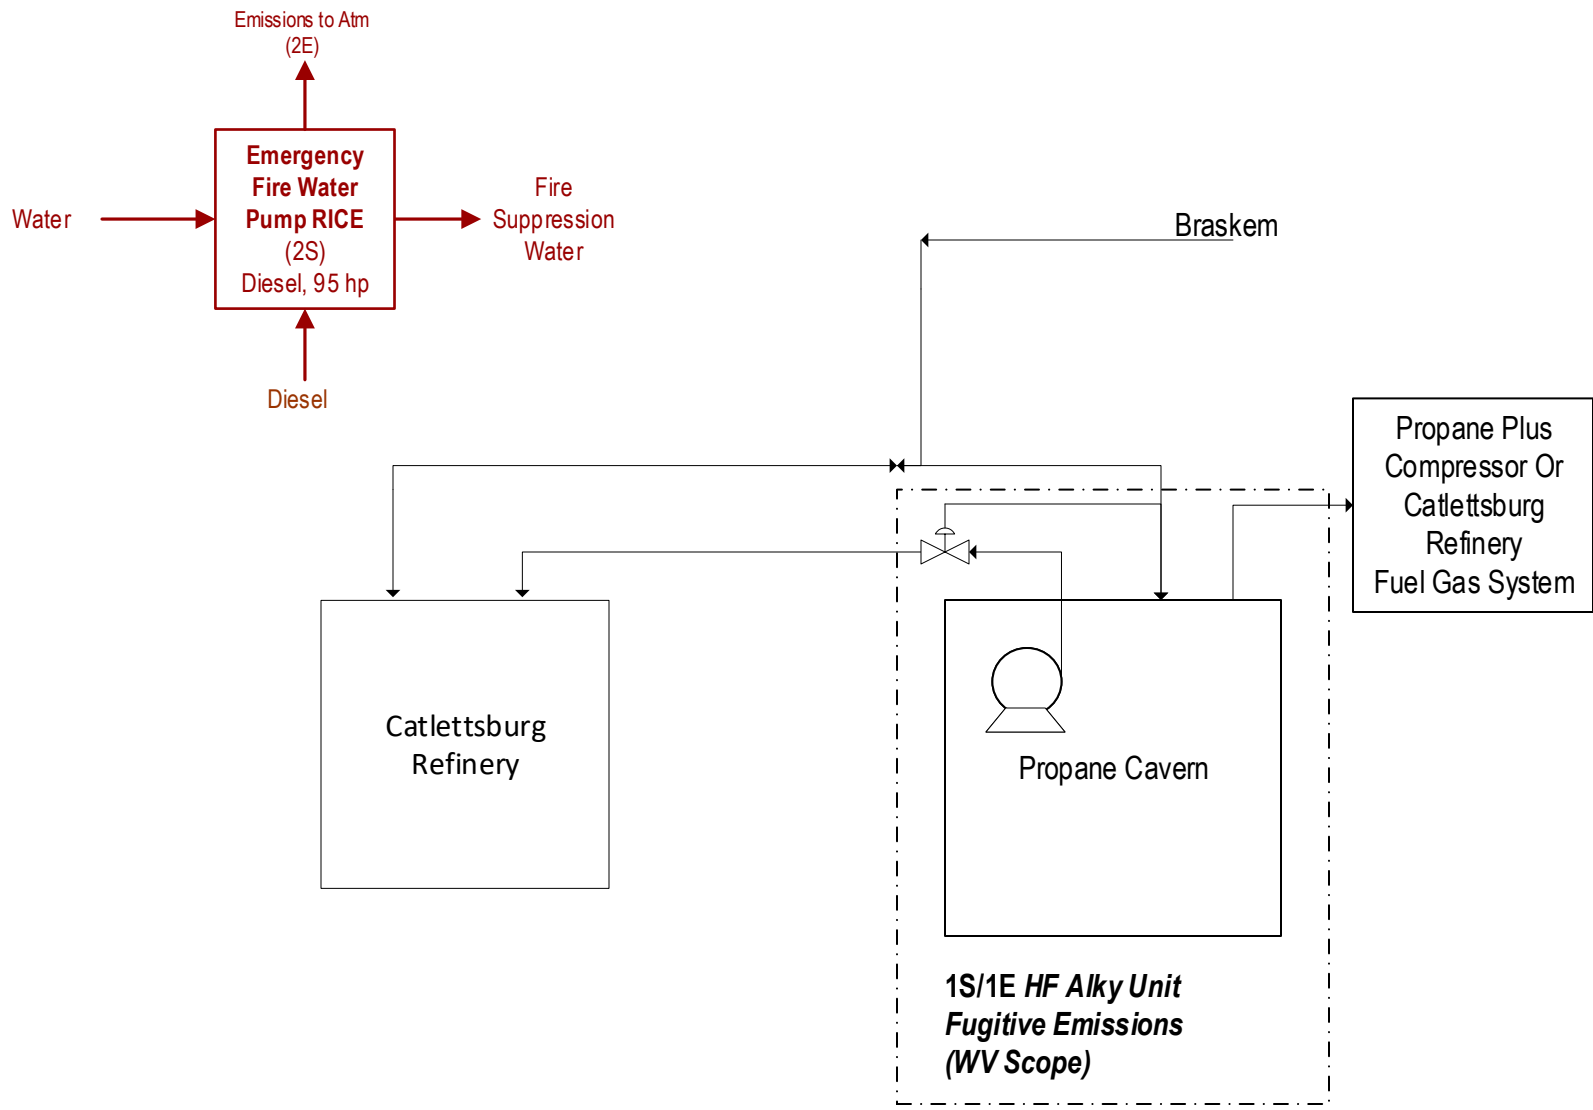 Emissions to Atm
(2E)
Emergency
Fire Water
Pump RICE
(2S)
Diesel, 95 hp
Water
Fire
Suppression
Water
Diesel
Braskem
Propane Plus
Compressor Or
Catlettsburg
Refinery
Fuel Gas System
Catlettsburg
Refinery
Propane Cavern
1S/1E HF Alky Unit
Fugitive Emissions
(WV Scope)